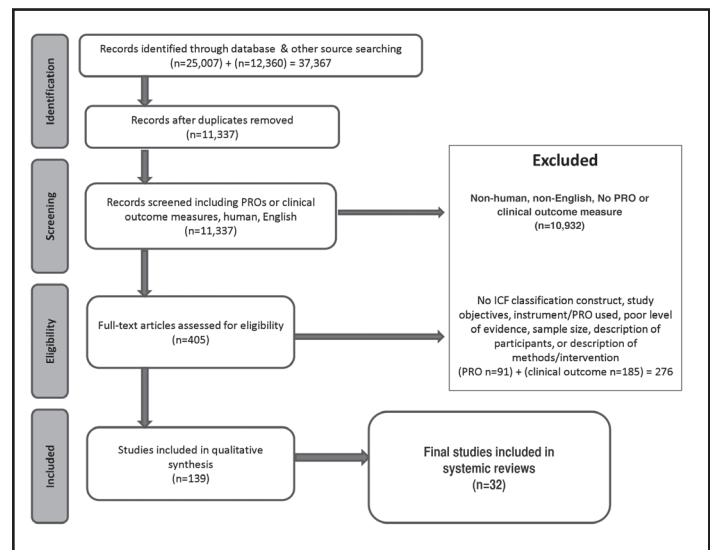 Identification
Records identified through database & other source searching
(n=25,007) + (n=12,360) = 37,367
Records after duplicates removed
(n=11,337)
Screening
Records screened including PROs or clinical
outcome measures, human, English
(n=11,337)
Excluded
Non-human, non-English, No PRO or
clinical outcome measure
(n=10,932)
Eligibility
Full-text articles assessed for eligibility
(n=405)
No ICF classification construct, study
objectives, instrument/PRO used, poor level
of evidence, sample size, description of
participants, or description of
methods/intervention
(PRO n=91) + (clinical outcome n=185) = 276
Included
Studies included in qualitative
synthesis
(n=139)
Final studies included in
systemic reviews
(n=32)